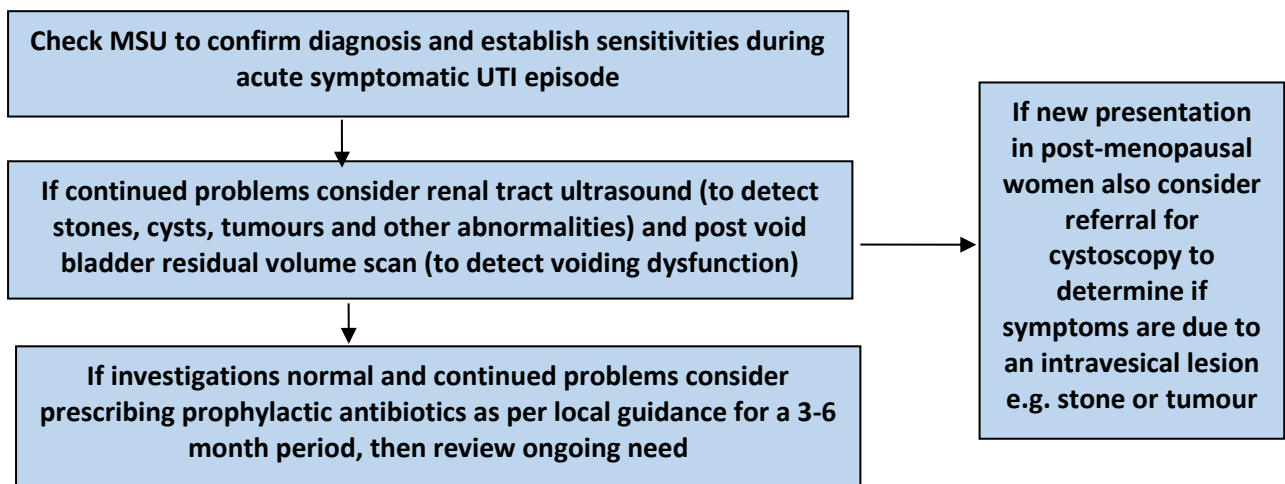 Check MSU to confirm diagnosis and establish sensitivities during
acute symptomatic UTI episode
If continued problems consider renal tract ultrasound (to detect
stones, cysts, tumours and other abnormalities) and post void
bladder residual volume scan (to detect voiding dysfunction)
If new presentation
in post-menopausal
women also consider
referral for
cystoscopy to
determine if
symptoms are due to
an intravesical lesion
e.g. stone or tumour
If investigations normal and continued problems consider
prescribing prophylactic antibiotics as per local guidance for a 3-6
month period, then review ongoing need